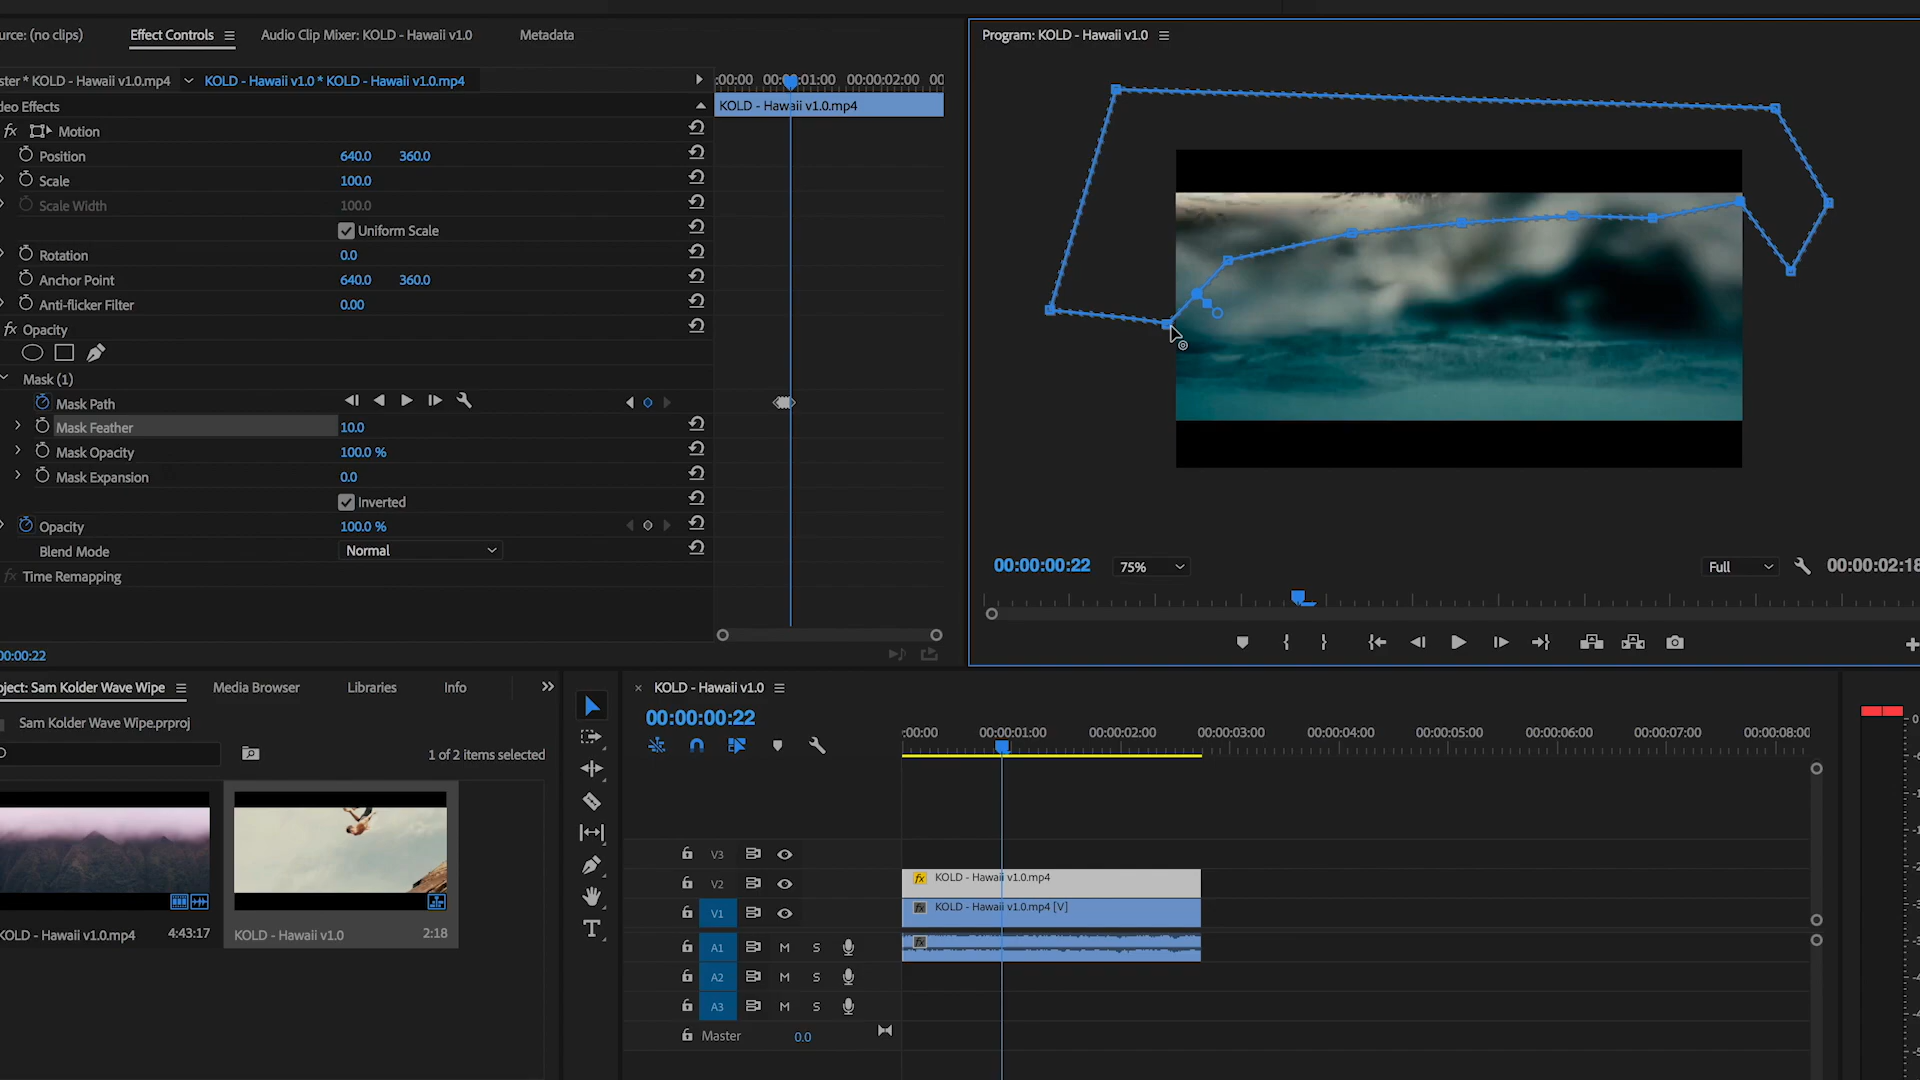 urce: (no clips)
Effect Controls
Audio Clip Mixer: KOLD - Hawaii v1.0
Metadata
ster * KOLD - Hawaii v1.0.mp4
KOLD - Hawaii v1.0 * KOLD - Hawaii v1.0.mp4
:00:00
00:00:01:00
00:00:02:00
00
deo Effects
KOLD - Hawaii v1.0.mp4
fx Motion
Position 640.0 360.0
Scale 100.0
Scale Width 100.0
Uniform Scale
Rotation 0.0
Anchor Point 640.0 360.0
Anti-flicker Filter 0.00
fx Opacity
Mask (1)
Mask Path
Mask Feather 10.0
Mask Opacity 100.0 %
Mask Expansion 0.0
Inverted
Opacity 100.0 %
Blend Mode Normal
fx Time Remapping
00:00:22
Program: KOLD - Hawaii v1.0
00:00:00:22
75%
Full
00:00:02:18
oject: Sam Kolder Wave Wipe
Media Browser
Libraries
Info
Sam Kolder Wave Wipe.prproj
1 of 2 items selected
KOLD - Hawaii v1.0.mp4 4:43:17
KOLD - Hawaii v1.0 2:18
× KOLD - Hawaii v1.0
00:00:00:22
:00:00
00:00:01:00
00:00:02:00
00:00:03:00
00:00:04:00
00:00:05:00
00:00:06:00
00:00:07:00
00:00:08:00
V3
V2
fx KOLD - Hawaii v1.0.mp4
V1
fx KOLD - Hawaii v1.0.mp4 [V]
A1 M S
fx
A2 M S
A3 M S
Master 0.0
0